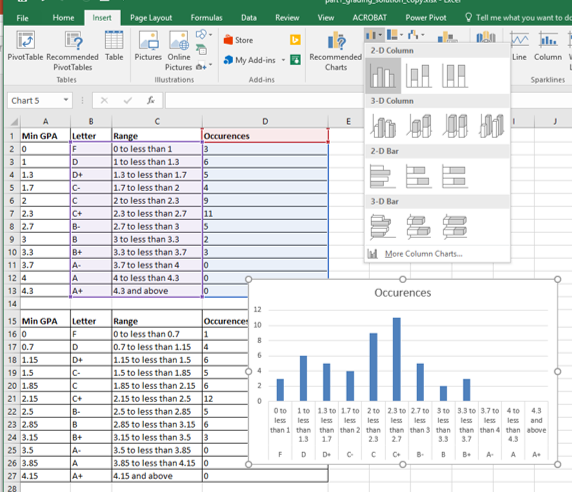 part7_grading_solution_copy.xlsx - Excel
File Home Insert Page Layout Formulas Data Review View ACROBAT Power Pivot Tell me what you want to do
PivotTable Recommended PivotTables Table Pictures Online Pictures Store My Add-ins Recommended Charts Line Column
Tables Illustrations Add-ins Sparklines
2-D Column
3-D Column
2-D Bar
3-D Bar
More Column Charts...
Chart 5 fx
A B C D E I J
1 Min GPA Letter Range Occurences
2 0 F 0 to less than 1 3
3 1 D 1 to less than 1.3 6
4 1.3 D+ 1.3 to less than 1.7 5
5 1.7 C- 1.7 to less than 2 4
6 2 C 2 to less than 2.3 9
7 2.3 C+ 2.3 to less than 2.7 11
8 2.7 B- 2.7 to less than 3 5
9 3 B 3 to less than 3.3 2
10 3.3 B+ 3.3 to less than 3.7 3
11 3.7 A- 3.7 to less than 4 0
12 4 A 4 to less than 4.3 0
13 4.3 A+ 4.3 and above 0
14
15 Min GPA Letter Range Occurences
16 0 F 0 to less than 0.7 1
17 0.7 D 0.7 to less than 1.15 4
18 1.15 D+ 1.15 to less than 1.5 6
19 1.5 C- 1.5 to less than 1.85 5
20 1.85 C 1.85 to less than 2.15 6
21 2.15 C+ 2.15 to less than 2.5 12
22 2.5 B- 2.5 to less than 2.85 5
23 2.85 B 2.85 to less than 3.15 6
24 3.15 B+ 3.15 to less than 3.5 3
25 3.5 A- 3.5 to less than 3.85 0
26 3.85 A 3.85 to less than 4.15 0
27 4.15 A+ 4.15 and above 0
28
Occurences
12
10
8
6
4
2
0
0 to less than 1 1 to less than 1.3 1.3 to less than 1.7 1.7 to less than 2 2 to less than 2.3 2.3 to less than 2.7 2.7 to less than 3 3 to less than 3.3 3.3 to less than 3.7 3.7 to less than 4 4 to less than 4.3 4.3 and above
F D D+ C- C C+ B- B B+ A- A A+